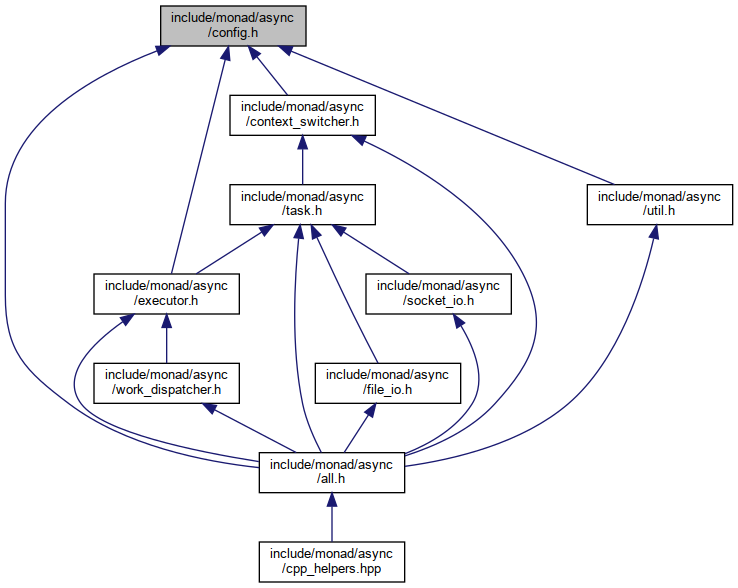 include/monad/async
/config.h
include/monad/async
/context_switcher.h
include/monad/async
/task.h
include/monad/async
/util.h
include/monad/async
/executor.h
include/monad/async
/socket_io.h
include/monad/async
/work_dispatcher.h
include/monad/async
/file_io.h
include/monad/async
/all.h
include/monad/async
/cpp_helpers.hpp